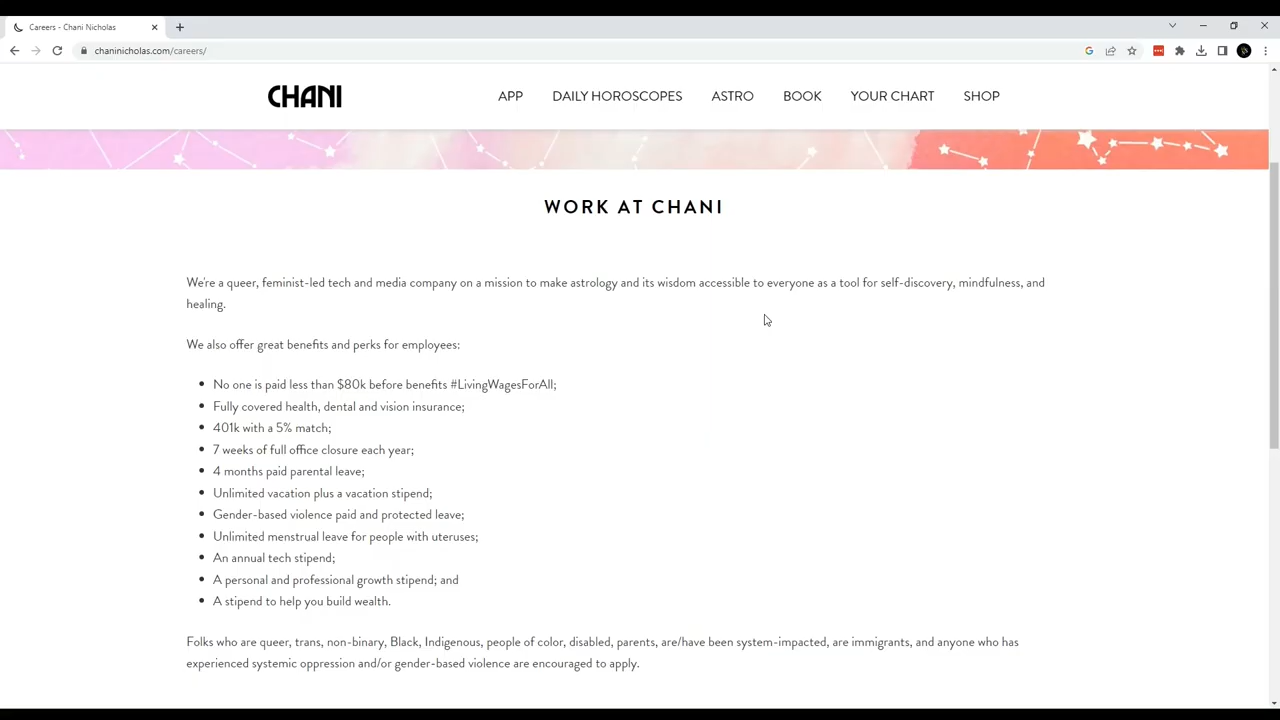 Careers - Chani Nicholas
chaninicholas.com/careers/
CHANI
APP DAILY HOROSCOPES ASTRO BOOK YOUR CHART SHOP
WORK AT CHANI
We're a queer, feminist-led tech and media company on a mission to make astrology and its wisdom accessible to everyone as a tool for self-discovery, mindfulness, and
healing.
We also offer great benefits and perks for employees:
No one is paid less than $80k before benefits #LivingWagesForAll;
Fully covered health, dental and vision insurance;
401k with a 5% match;
7 weeks of full office closure each year;
4 months paid parental leave;
Unlimited vacation plus a vacation stipend;
Gender-based violence paid and protected leave;
Unlimited menstrual leave for people with uteruses;
An annual tech stipend;
A personal and professional growth stipend; and
A stipend to help you build wealth.
Folks who are queer, trans, non-binary, Black, Indigenous, people of color, disabled, parents, are/have been system-impacted, are immigrants, and anyone who has
experienced systemic oppression and/or gender-based violence are encouraged to apply.